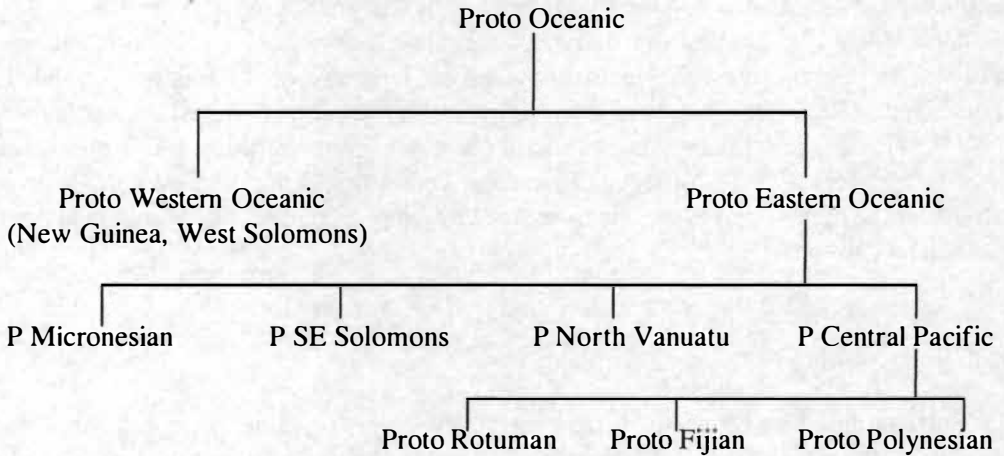 Proto Oceanic
Proto Western Oceanic
(New Guinea, West Solomons)
Proto Eastern Oceanic
P Micronesian
P SE Solomons
P North Vanuatu
P Central Pacific
Proto Rotuman
Proto Fijian
Proto Polynesian